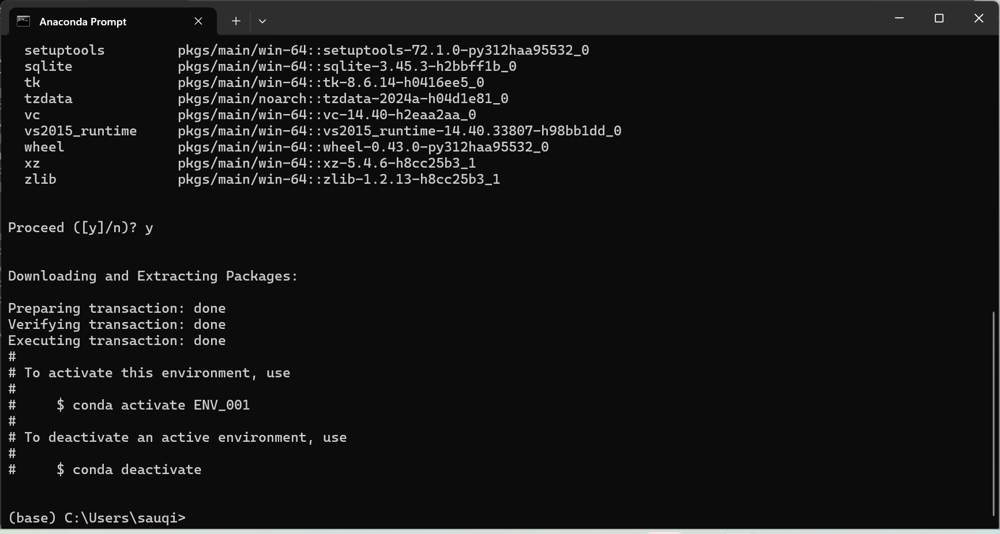 Anaconda Prompt
setuptools pkgs/main/win-64::setuptools-72.1.0-py312haa95532_0
sqlite pkgs/main/win-64::sqlite-3.45.3-h2bbff1b_0
tk pkgs/main/win-64::tk-8.6.14-h0416ee5_0
tzdata pkgs/main/noarch::tzdata-2024a-h04d1e81_0
vc pkgs/main/win-64::vc-14.40-h2eaa2aa_0
vs2015_runtime pkgs/main/win-64::vs2015_runtime-14.40.33807-h98bb1dd_0
wheel pkgs/main/win-64::wheel-0.43.0-py312haa95532_0
xz pkgs/main/win-64::xz-5.4.6-h8cc25b3_1
zlib pkgs/main/win-64::zlib-1.2.13-h8cc25b3_1
Proceed ([y]/n)? y
Downloading and Extracting Packages:
Preparing transaction: done
Verifying transaction: done
Executing transaction: done
#
# To activate this environment, use
#
#     $ conda activate ENV_001
#
# To deactivate an active environment, use
#
#     $ conda deactivate
(base) C:\Users\sauqi>